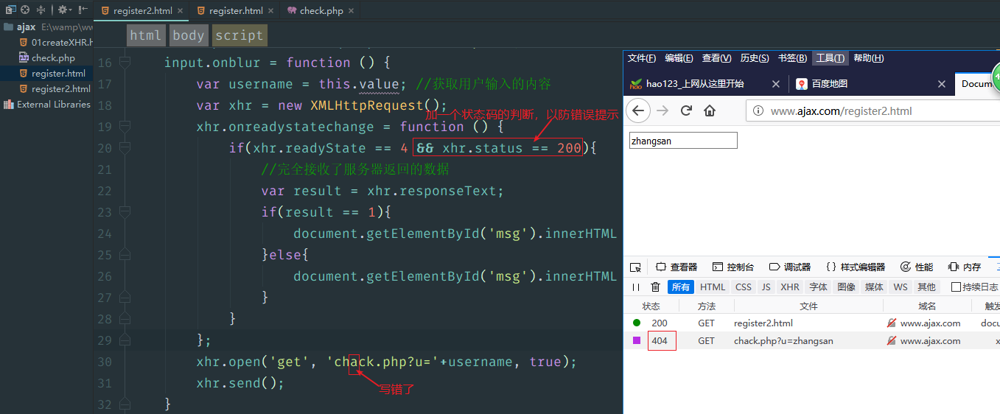 register2.html
register.html
check.php
ajax E:\wamp\ww
01createXHR.h
check.php
register.html
register2.html
External Libraries
html body script
16 input.onblur = function () {
17 var username = this.value; //获取用户输入的内容
18 var xhr = new XMLHttpRequest();
加一个状态码的判断，以防错误提示
19 xhr.onreadystatechange = function () {
20 if(xhr.readyState == 4 && xhr.status == 200){
21 //完全接收了服务器返回的数据
22 var result = xhr.responseText;
23 if(result == 1){
24 document.getElementById('msg').innerHTML
25 }else{
26 document.getElementById('msg').innerHTML
27 }
28 }
29 };
30 xhr.open('get', 'chack.php?u='+username, true);
31 xhr.send();
写错了
32 }
文件(F) 编辑(E) 查看(V) 历史(S) 书签(B) 工具(T) 帮助(H)
hao123_上网从这里开始
百度地图
Docum
4
www.ajax.com/register2.html
zhangsan
查看器 控制台 调试器 样式编辑器 性能 内存
所有 HTML CSS JS XHR 字体 图像 媒体 WS 其他 持续日志
状态 方法 文件 域名 触发
200 GET register2.html www.ajax.com docu
404 GET chack.php?u=zhangsan www.ajax.com x